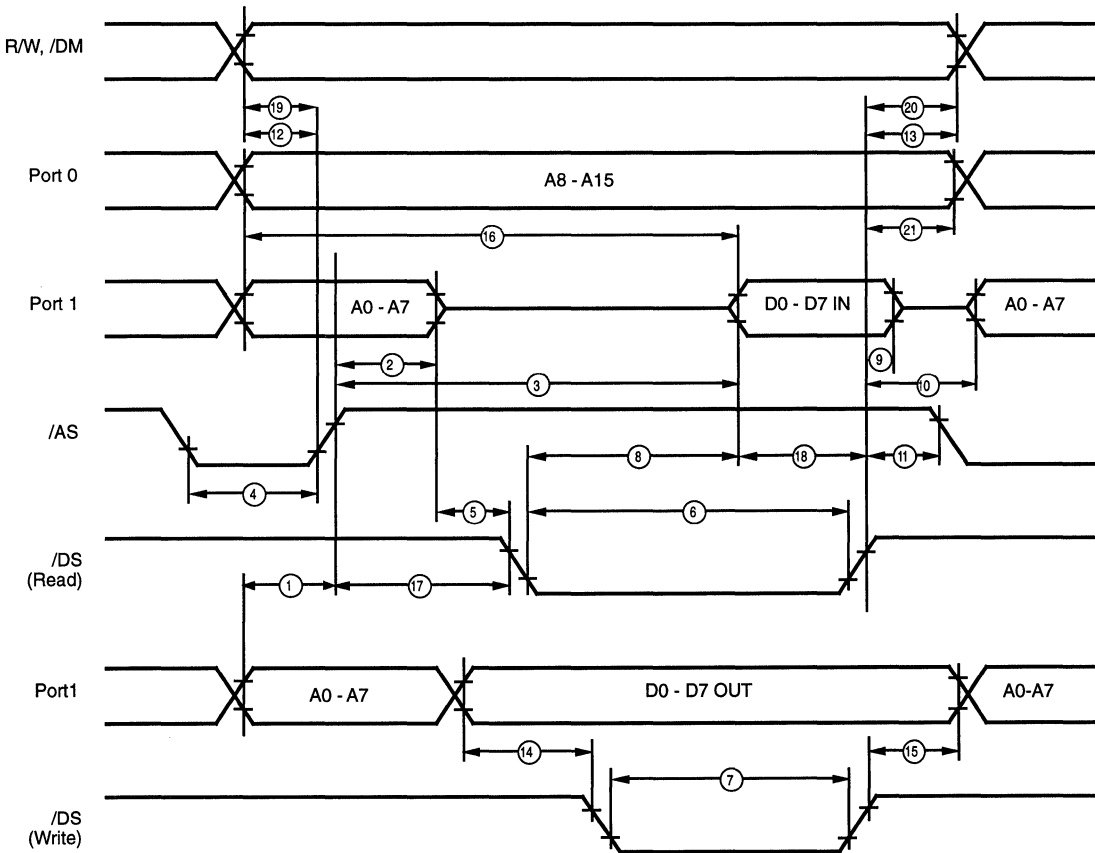 R/W, /DM
19
20
12
13
Port 0
A8 - A15
16
21
Port 1
A0 - A7
D0 - D7 IN
A0 - A7
2
9
3
10
/AS
8
18
11
4
5
6
/DS
(Read)
1
17
Port1
A0 - A7
D0 - D7 OUT
A0-A7
14
15
7
/DS
(Write)